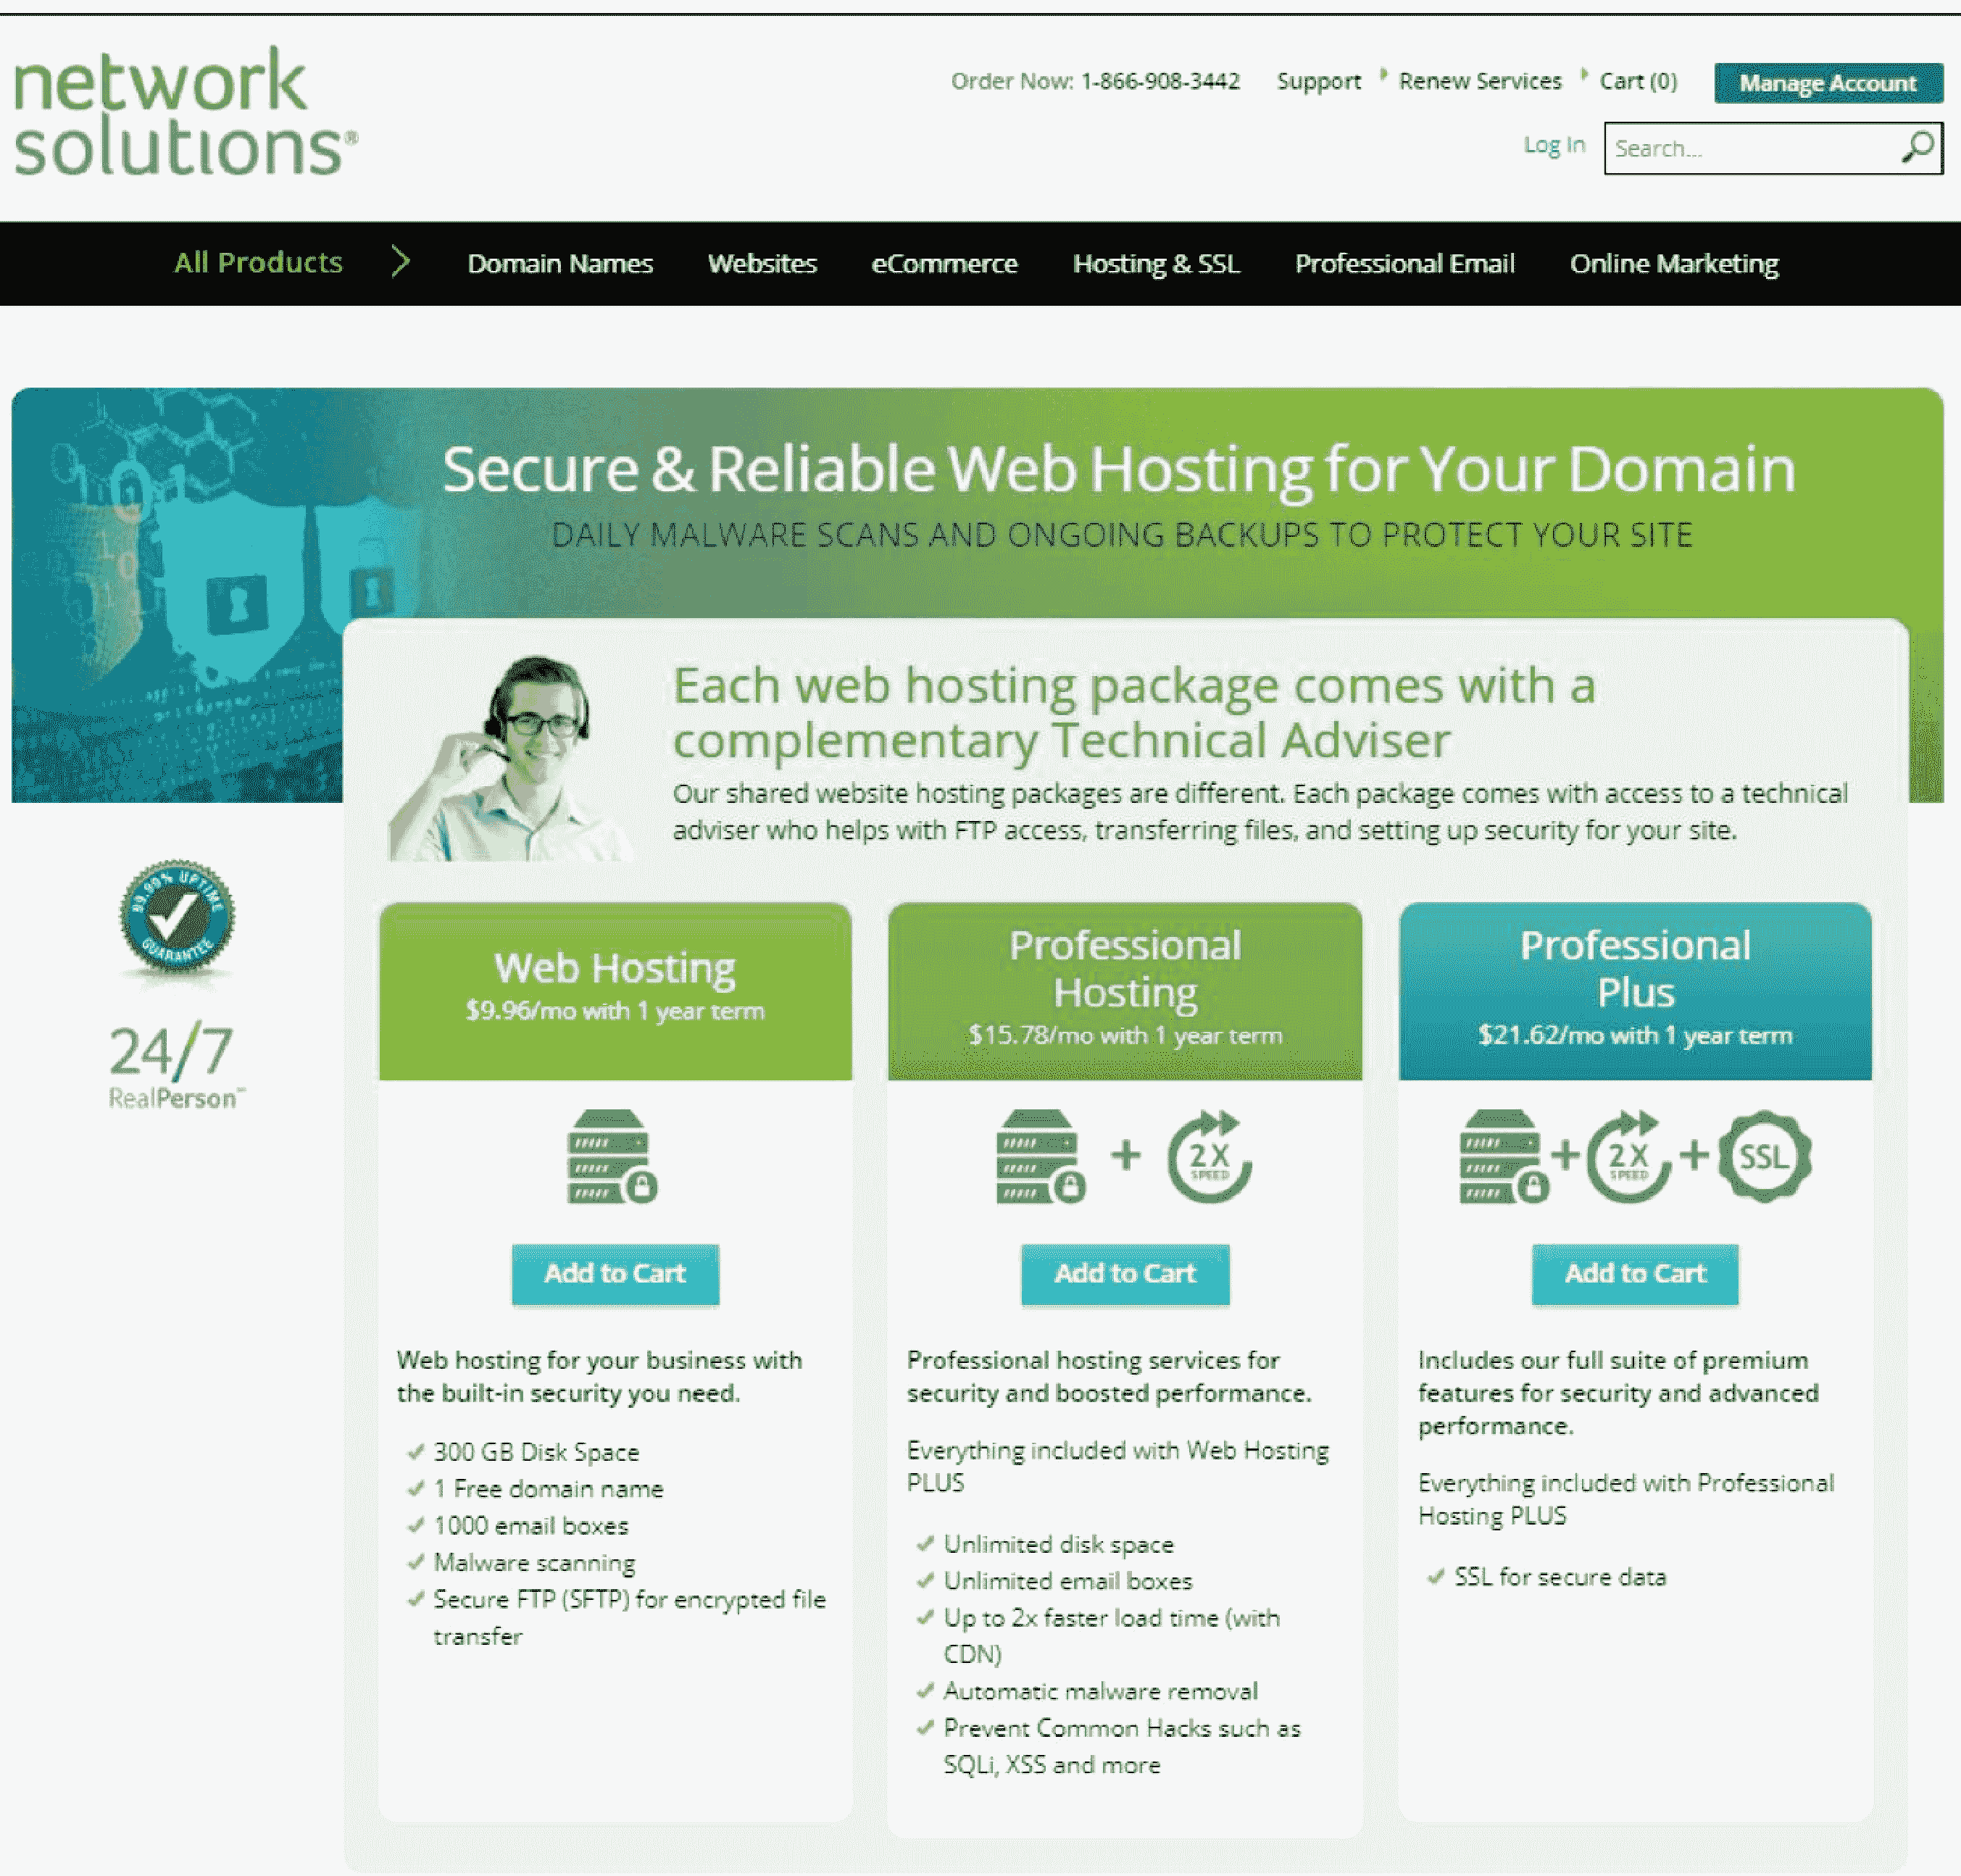 network
solutions®
Order Now: 1-866-908-3442 Support Renew Services Cart (0) Manage Account
Log In Search...
All Products Domain Names Websites eCommerce Hosting & SSL Professional Email Online Marketing
Secure & Reliable Web Hosting for Your Domain
DAILY MALWARE SCANS AND ONGOING BACKUPS TO PROTECT YOUR SITE
101
Each web hosting package comes with a
complementary Technical Adviser
Our shared website hosting packages are different. Each package comes with access to a technical
adviser who helps with FTP access, transferring files, and setting up security for your site.
99.90% UPTIME
GUARANTEE
24/7
RealPerson™
Web Hosting
$9.96/mo with 1 year term
Add to Cart
Web hosting for your business with
the built-in security you need.
300 GB Disk Space
1 Free domain name
1000 email boxes
Malware scanning
Secure FTP (SFTP) for encrypted file
transfer
Professional
Hosting
$15.78/mo with 1 year term
+ 2X
SPEED
Add to Cart
Professional hosting services for
security and boosted performance.
Everything included with Web Hosting
PLUS
Unlimited disk space
Unlimited email boxes
Up to 2x faster load time (with
CDN)
Automatic malware removal
Prevent Common Hacks such as
SQLi, XSS and more
Professional
Plus
$21.62/mo with 1 year term
+ 2X + SSL
SPEED
Add to Cart
Includes our full suite of premium
features for security and advanced
performance.
Everything included with Professional
Hosting PLUS
SSL for secure data